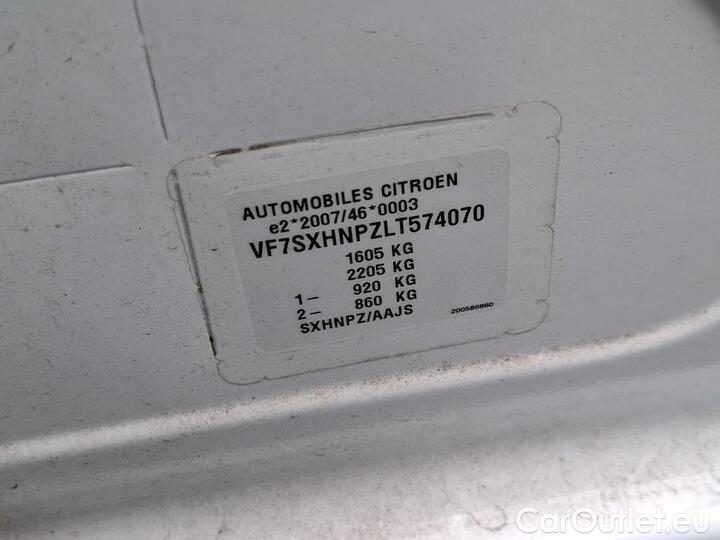 AUTOMOBILES CITROEN
e2*2007/46*0003
VF7SXHNPZLT574070
1605 KG
2205 KG
1- 920 KG
2- 860 KG
SXHNPZ/AAJS
200585860
CarOutlet.eu